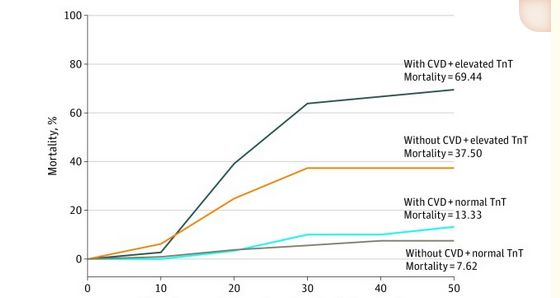 100
80
60
40
20
0
Mortality, %
With CVD+elevated TnT
Mortality=69.44
Without CVD+elevated TnT
Mortality=37.50
With CVD+normal TnT
Mortality=13.33
Without CVD+normal TnT
Mortality=7.62
0 10 20 30 40 50